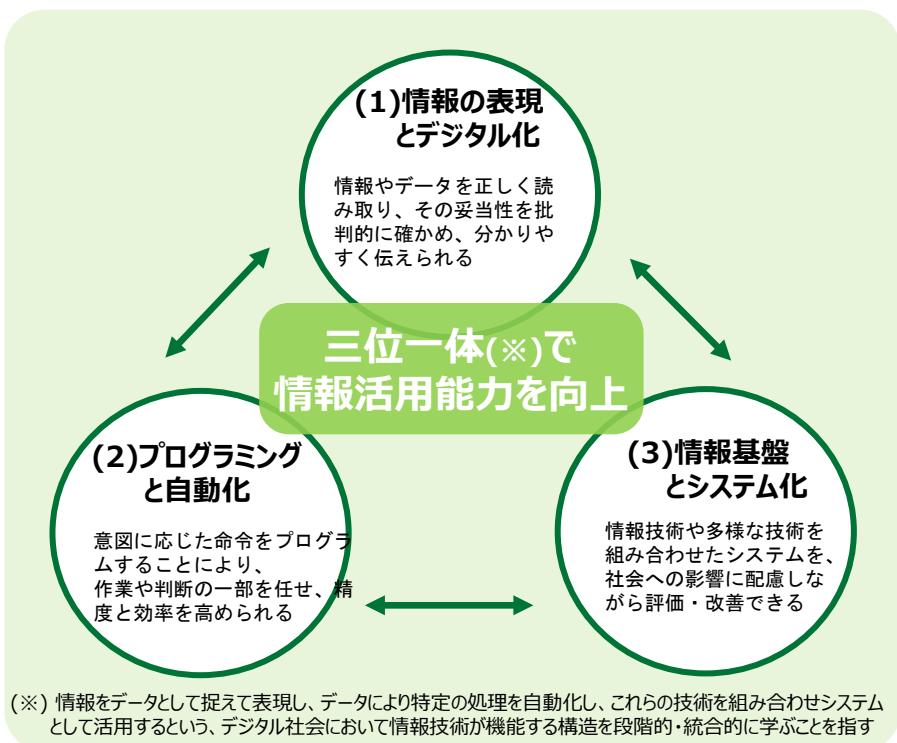 (1)情報の表現
とデジタル化
情報やデータを正しく読
み取り、その妥当性を批
判的に確かめ、分かりや
すく伝えられる
三位一体(※)で
情報活用能力を向上
(2)プログラミング
と自動化
意図に応じた命令をプログラ
ムすることにより、
作業や判断の一部を任せ、精
度と効率を高められる
(3)情報基盤
とシステム化
情報技術や多様な技術を
組み合わせたシステムを、
社会への影響に配慮しな
がら評価・改善できる
(※) 情報をデータとして捉えて表現し、データにより特定の処理を自動化し、これらの技術を組み合わせシステム
として活用するという、デジタル社会において情報技術が機能する構造を段階的・統合的に学ぶことを指す